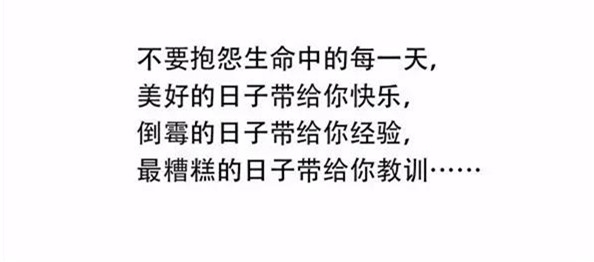 不要抱怨生命中的每一天,
美好的日子带给你快乐,
倒霉的日子带给你经验,
最糟糕的日子带给你教训……